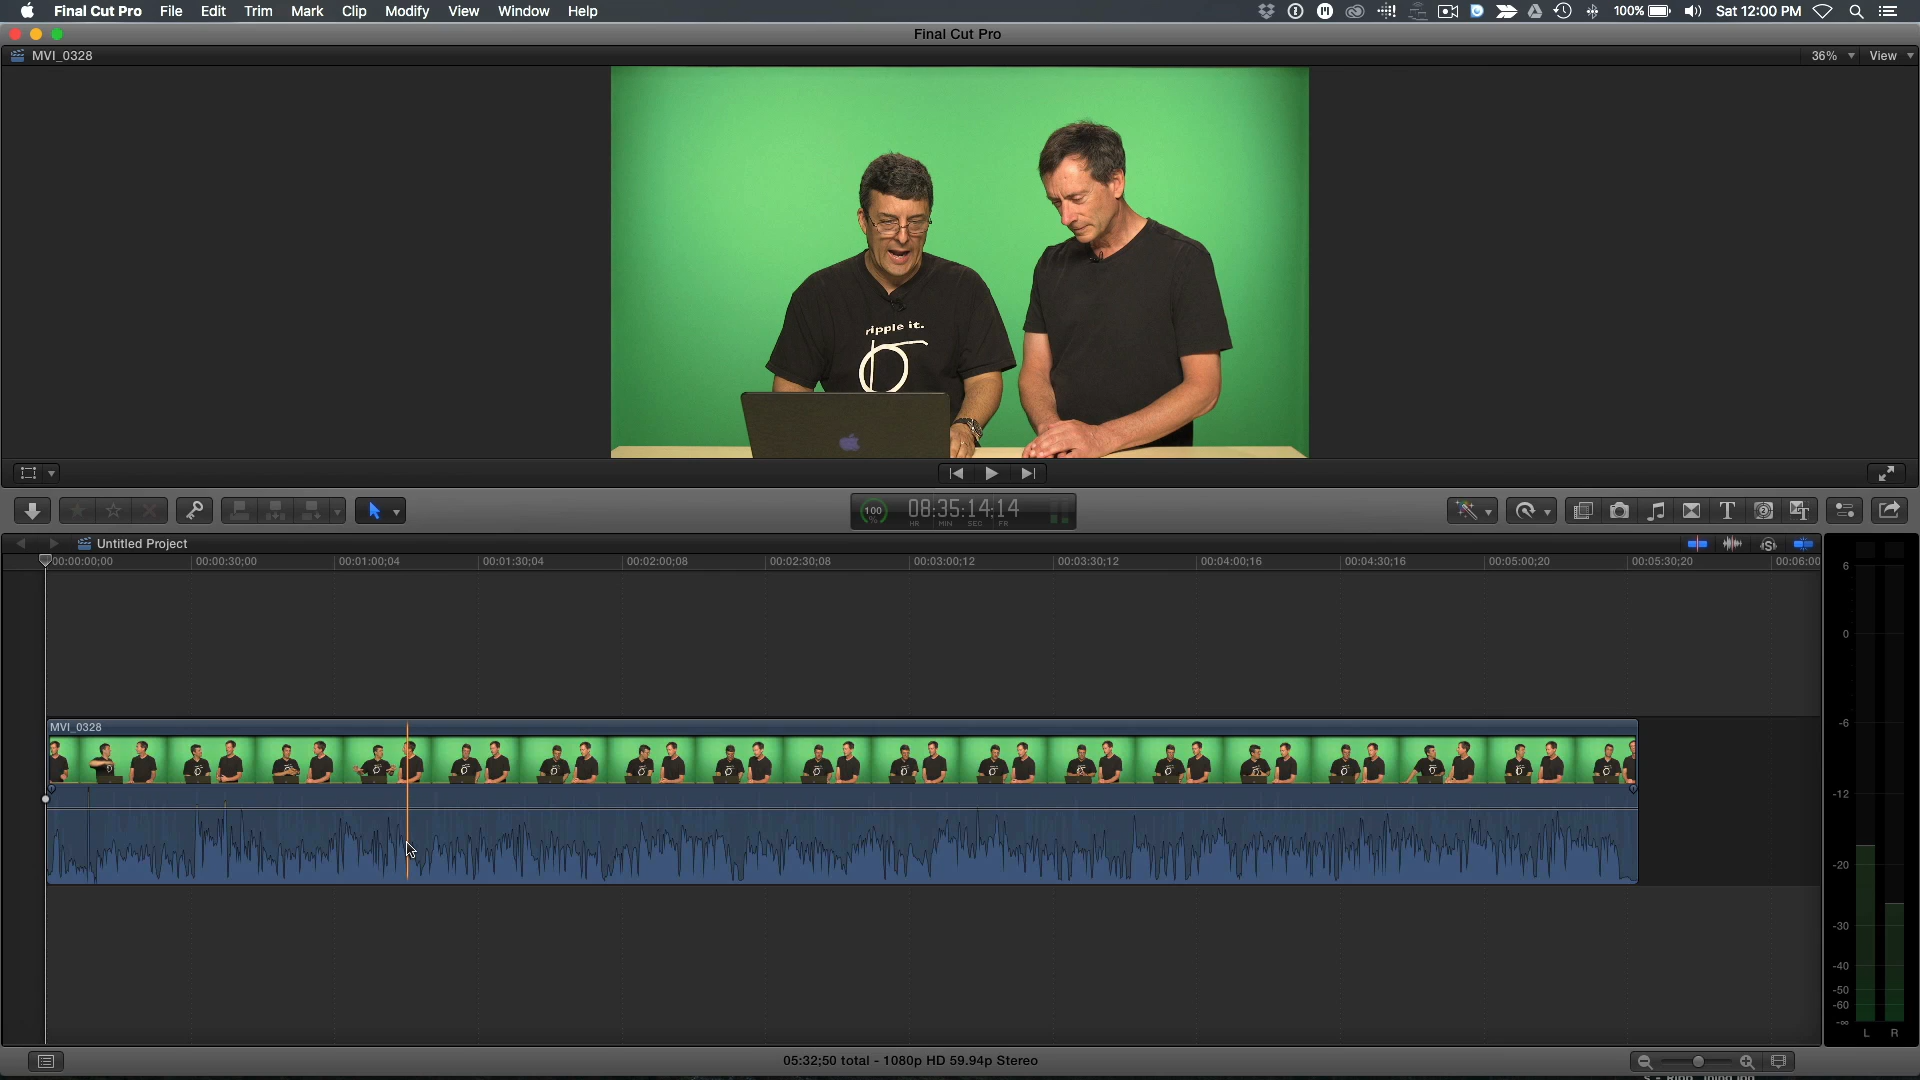 Final Cut Pro File Edit Trim Mark Clip Modify View Window Help 100% Sat 12:00 PM
Final Cut Pro
MVI_0328 36% View
ripple it.
100 % 08:35:14;14
HR MIN SEC FR
Untitled Project
00:00:00;00 00:00:30;00 00:01:00;04 00:01:30;04 00:02:00;08 00:02:30;08 00:03:00;12 00:03:30;12 00:04:00;16 00:04:30;16 00:05:00;20 00:05:30;20 00:06:00
MVI_0328
6
0
-6
-12
-20
-30
-40
-50
-60
-∞
L R
05:32;50 total - 1080p HD 59.94p Stereo